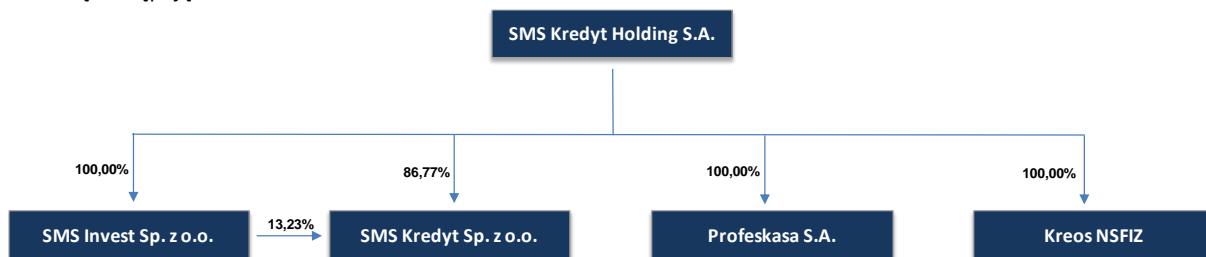 SMS Kredyt Holding S.A.
100,00%
86,77%
100,00%
100,00%
SMS Invest Sp. z o.o.
13,23%
SMS Kredyt Sp. z o.o.
Profeskasa S.A.
Kreos NSFIZ